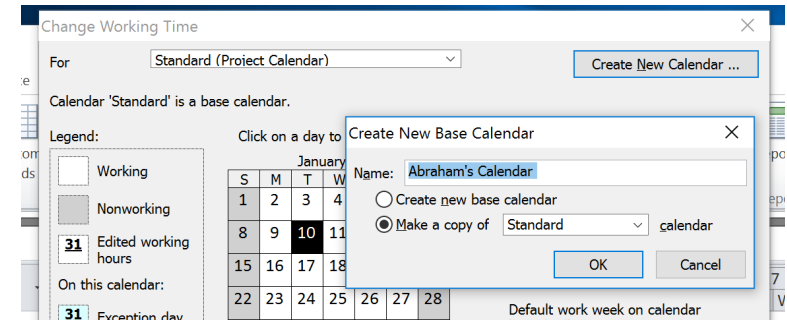 Change Working Time
For Standard (Project Calendar) Create New Calendar ...
Calendar 'Standard' is a base calendar.
Legend:
Working
Nonworking
31 Edited working
hours
On this calendar:
31 Exception day
Click on a day to
January
S M T W
1 2 3 4
8 9 10 11
15 16 17 18
22 23 24 25 26 27 28
Create New Base Calendar
Name: Abraham's Calendar
Create new base calendar
Make a copy of Standard calendar
OK Cancel
Default work week on calendar
ds
7